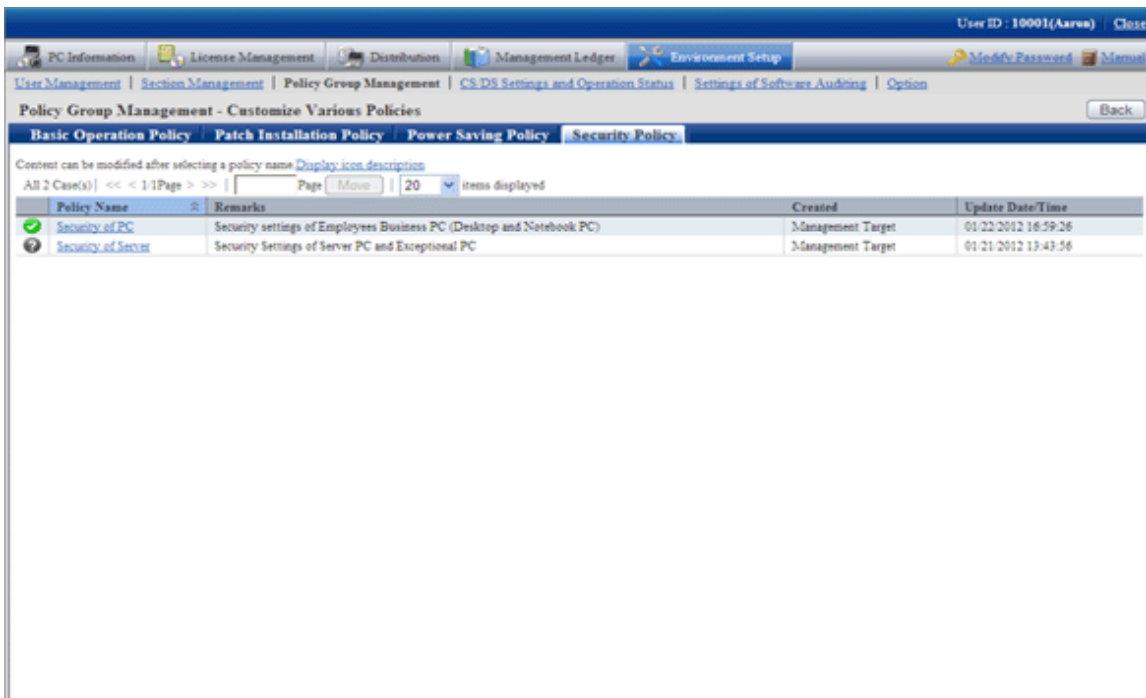 User ID : 10001(Aaron) | Close
PC Information License Management Distribution Management Ledger Environment Setup Modify Password Manual
User Management | Section Management | Policy Group Management | CS/DS Settings and Operation Status | Settings of Software Auditing | Option
Policy Group Management - Customize Various Policies Back
Basic Operation Policy Patch Installation Policy Power Saving Policy Security Policy
Content can be modified after selecting a policy name.Display icon description
All 2 Case(s)| << < 1/1Page > >> | Page Move | 20 items displayed
Policy Name Remarks Created Update Date/Time
Security of PC Security settings of Employees Business PC (Desktop and Notebook PC) Management Target 01/22/2012 16:59:26
Security of Server Security Settings of Server PC and Exceptional PC Management Target 01/21/2012 13:43:56